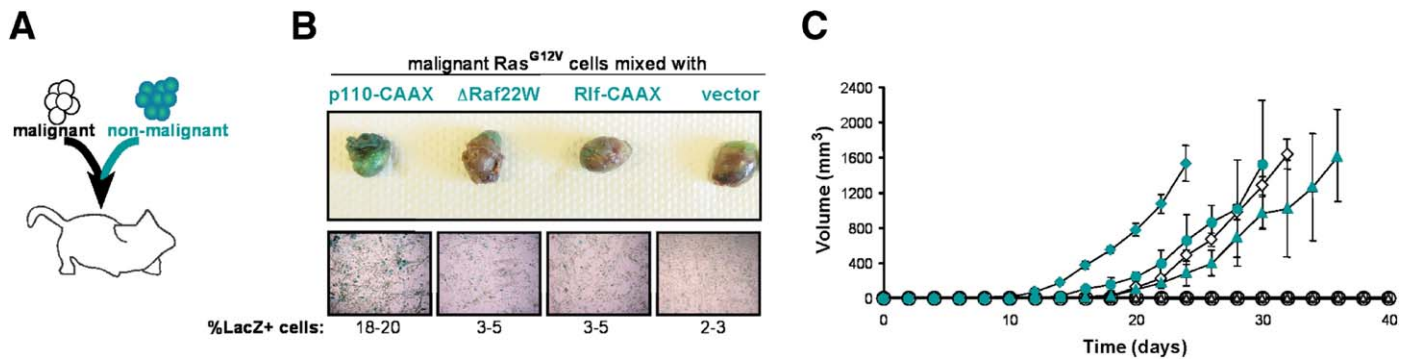 A
malignant
non-malignant
B
malignant Ras^G12V cells mixed with
p110-CAAX ΔRaf22W Rlf-CAAX vector
%LacZ+ cells: 18-20 3-5 3-5 2-3
C
Volume (mm³)
2400
2000
1600
1200
800
400
0
0 10 20 30 40
Time (days)